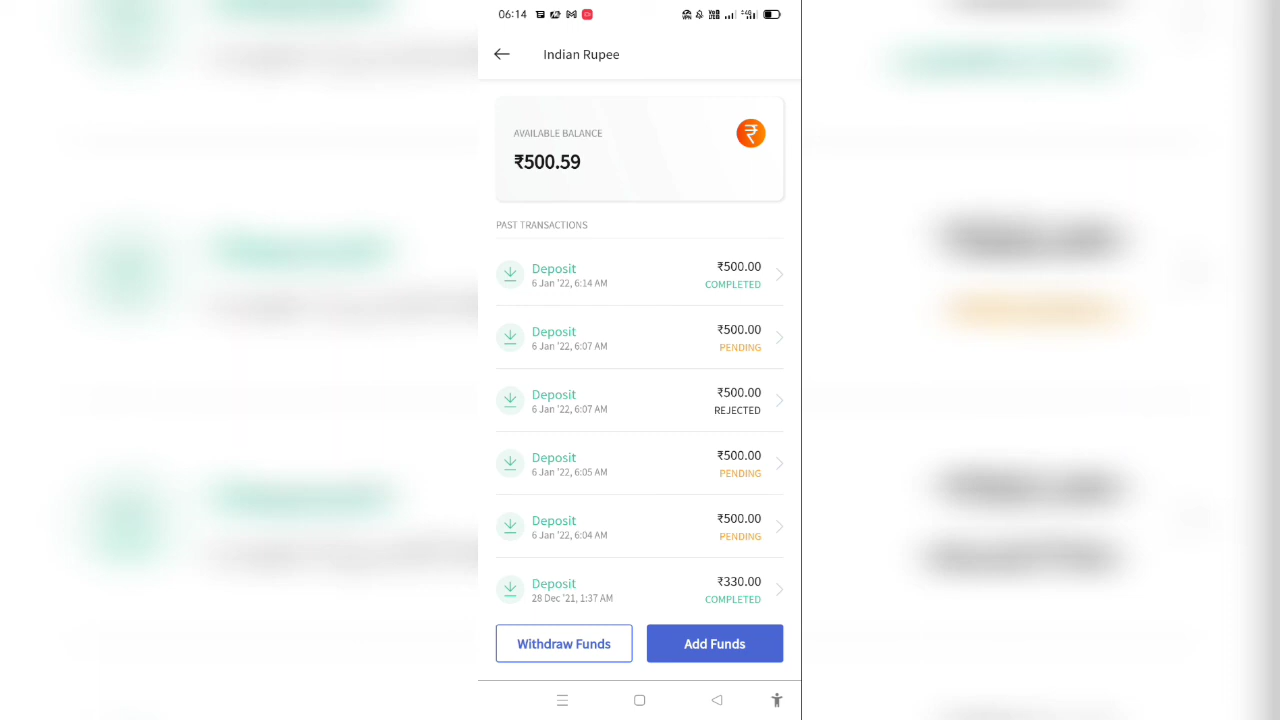 06:14
Indian Rupee
AVAILABLE BALANCE
₹500.59
PAST TRANSACTIONS
Deposit ₹500.00
6 Jan '22, 6:14 AM COMPLETED
Deposit ₹500.00
6 Jan '22, 6:07 AM PENDING
Deposit ₹500.00
6 Jan '22, 6:07 AM REJECTED
Deposit ₹500.00
6 Jan '22, 6:05 AM PENDING
Deposit ₹500.00
6 Jan '22, 6:04 AM PENDING
Deposit ₹330.00
28 Dec '21, 1:37 AM COMPLETED
Withdraw Funds Add Funds